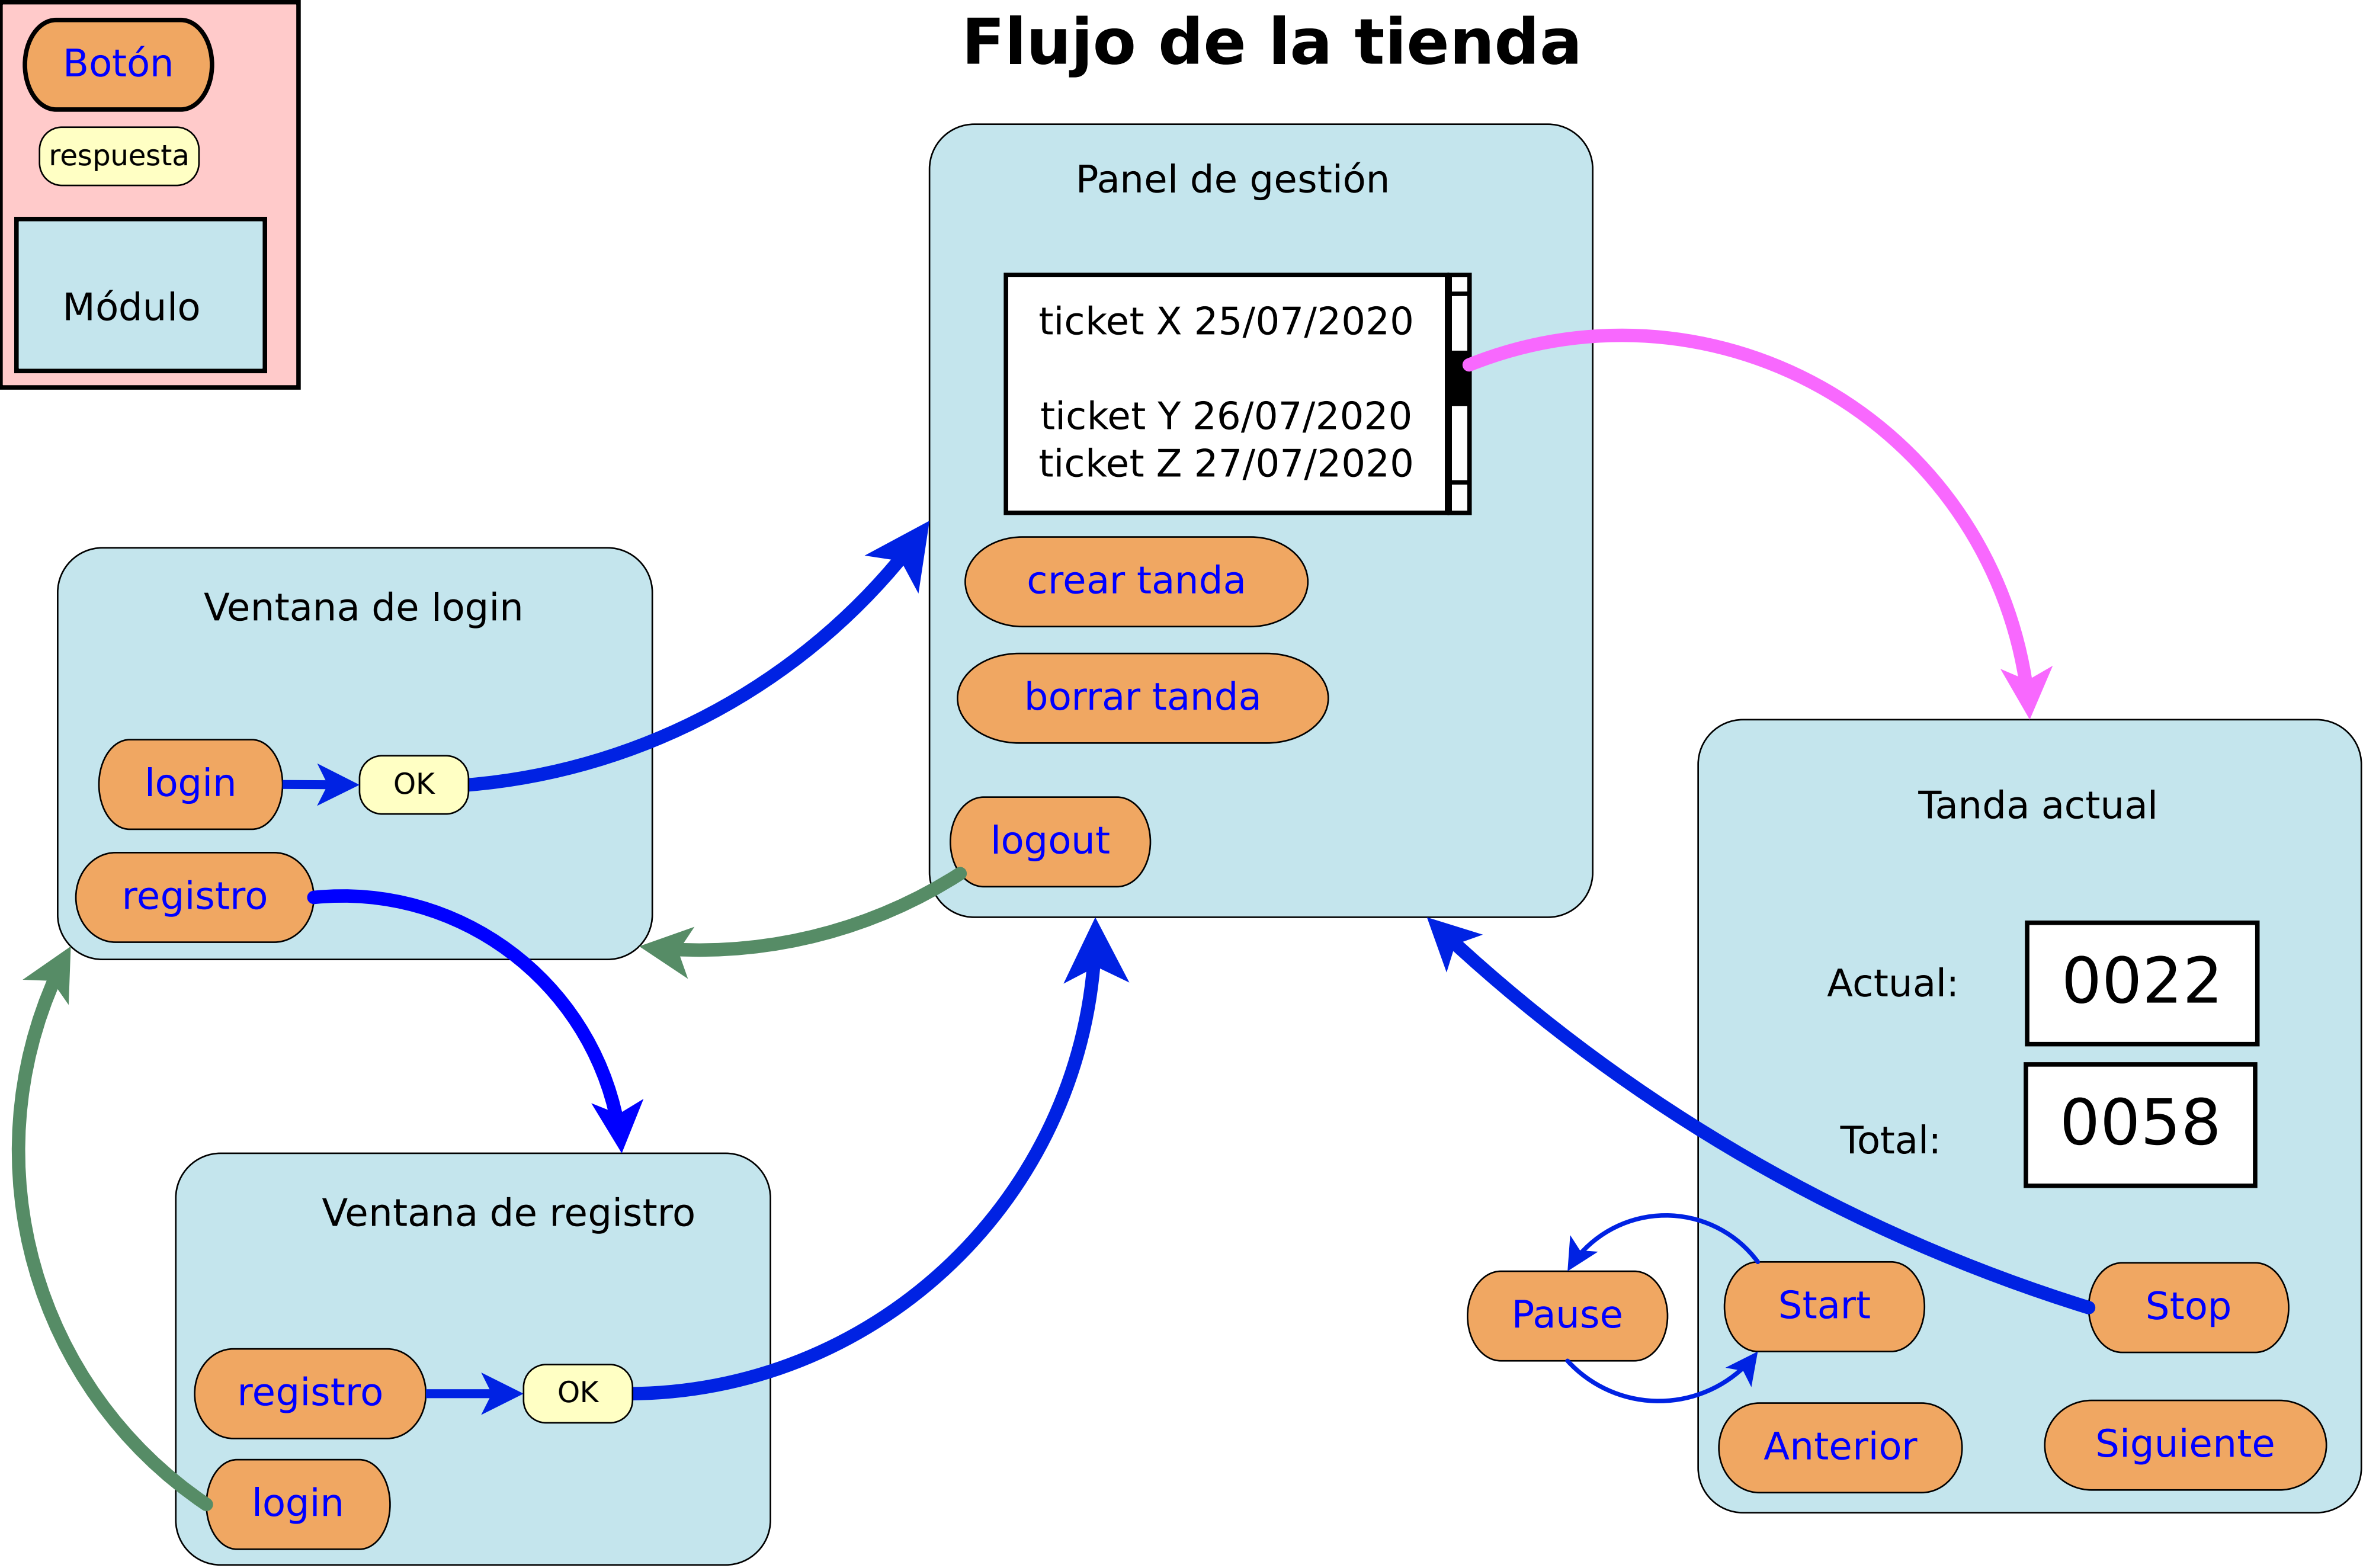 Flujo de la tienda
Botón
respuesta
Módulo
Panel de gestión
ticket X 25/07/2020
ticket Y 26/07/2020
ticket Z 27/07/2020
crear tanda
borrar tanda
logout
Ventana de login
login
OK
registro
Ventana de registro
registro
OK
login
Tanda actual
Actual:
0022
Total:
0058
Pause
Start
Stop
Anterior
Siguiente